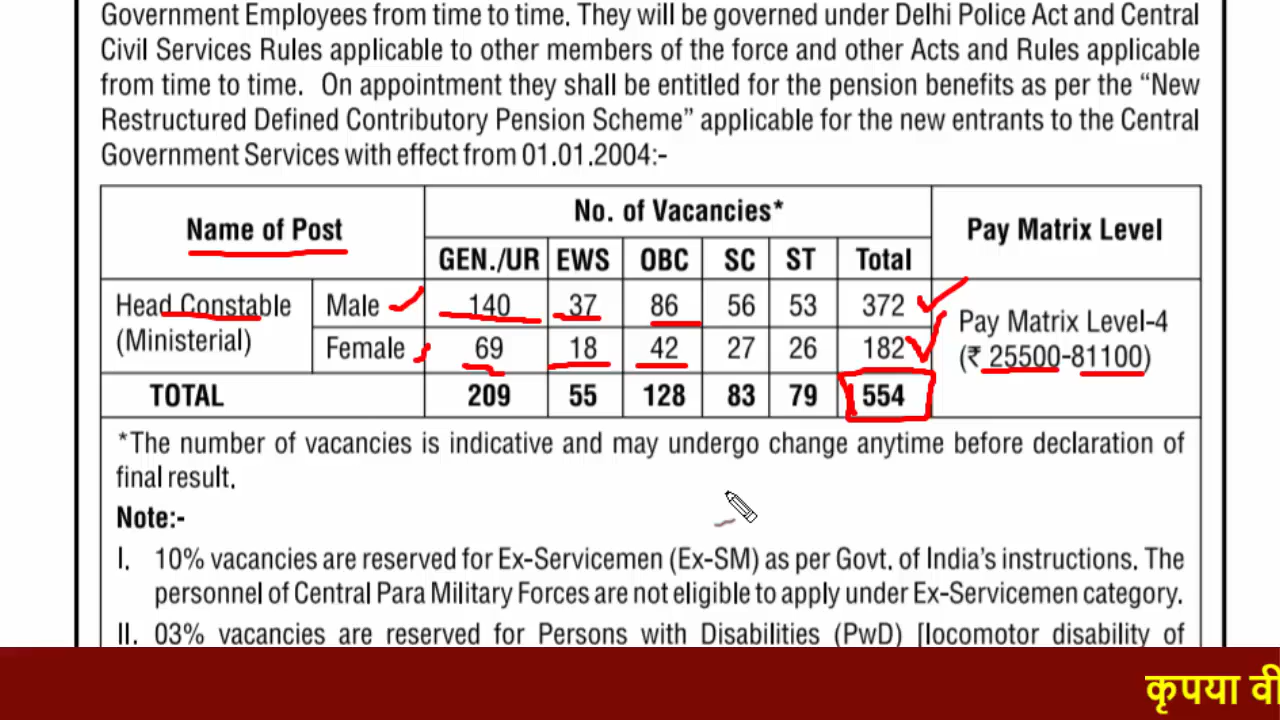 Government Employees from time to time. They will be governed under Delhi Police Act and Central
Civil Services Rules applicable to other members of the force and other Acts and Rules applicable
from time to time. On appointment they shall be entitled for the pension benefits as per the “New
Restructured Defined Contributory Pension Scheme” applicable for the new entrants to the Central
Government Services with effect from 01.01.2004:-
Name of Post No. of Vacancies* Pay Matrix Level
GEN./UR EWS OBC SC ST Total
Head Constable Male 140 37 86 56 53 372 Pay Matrix Level-4
(Ministerial) Female 69 18 42 27 26 182 (₹ 25500-81100)
TOTAL 209 55 128 83 79 554
*The number of vacancies is indicative and may undergo change anytime before declaration of
final result.
Note:-
I. 10% vacancies are reserved for Ex-Servicemen (Ex-SM) as per Govt. of India’s instructions. The
personnel of Central Para Military Forces are not eligible to apply under Ex-Servicemen category.
II. 03% vacancies are reserved for Persons with Disabilities (PwD) [locomotor disability of
कृपया वी